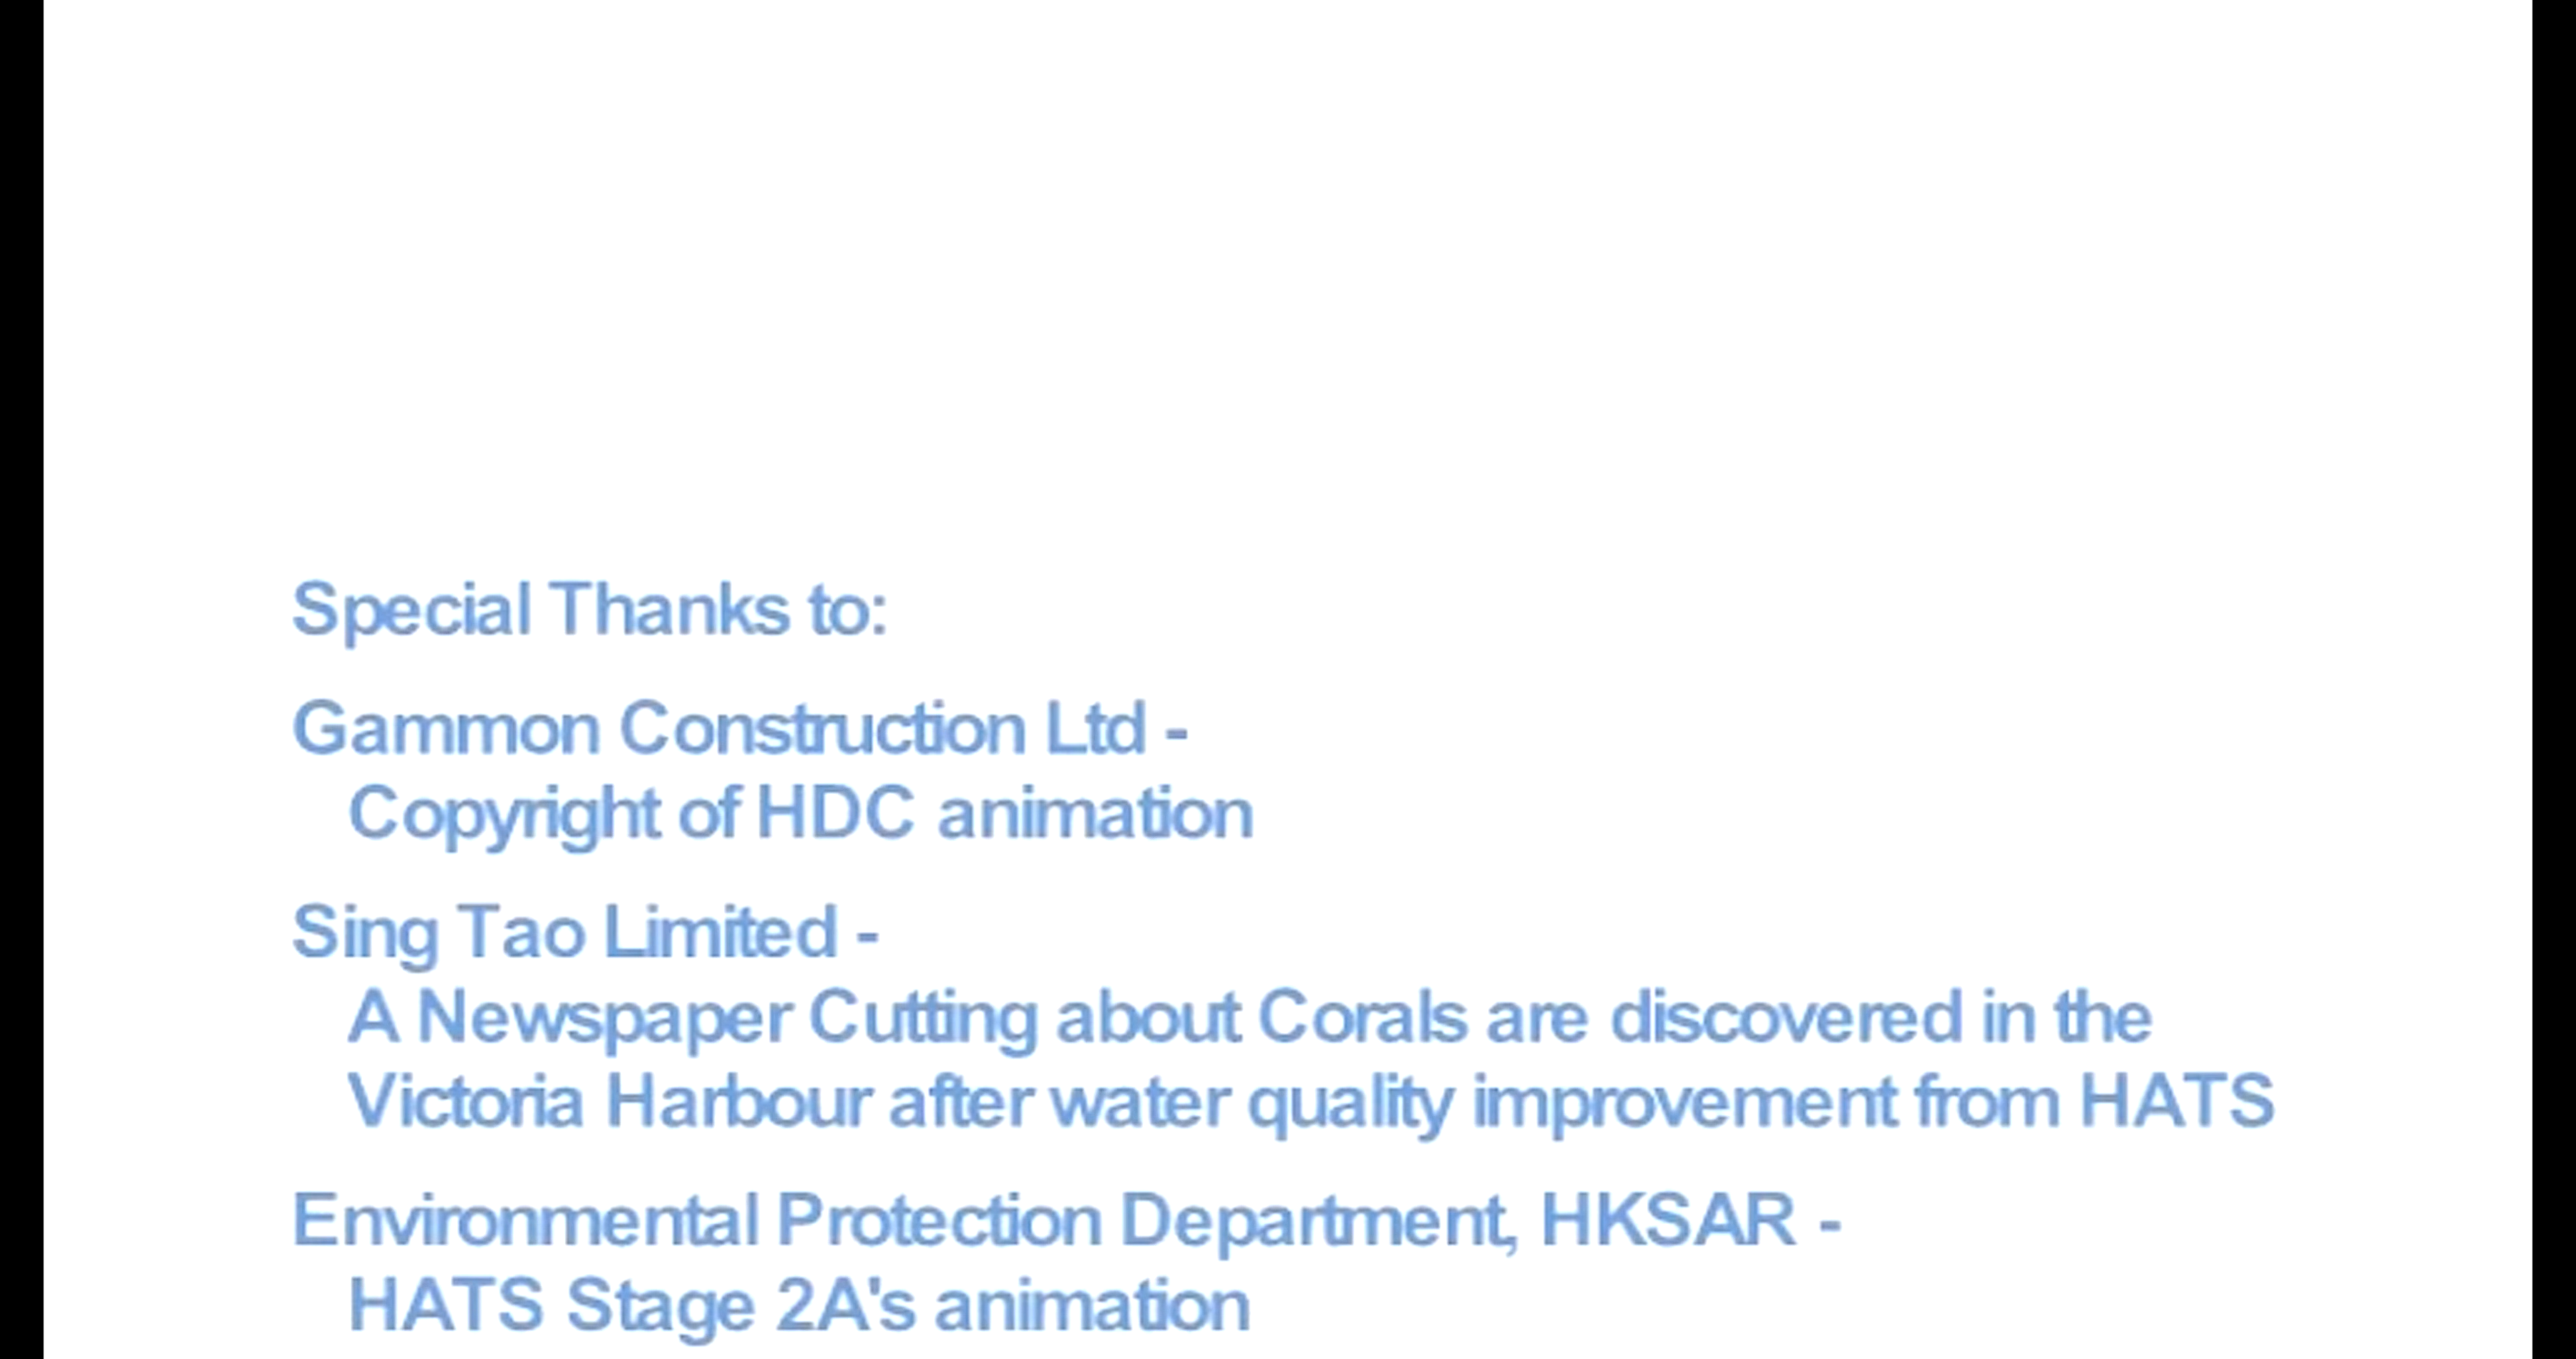 Special Thanks to:
Gammon Construction Ltd -
Copyright of HDC animation
Sing Tao Limited -
A Newspaper Cutting about Corals are discovered in the
Victoria Harbour after water quality improvement from HATS
Environmental Protection Department, HKSAR -
HATS Stage 2A's animation